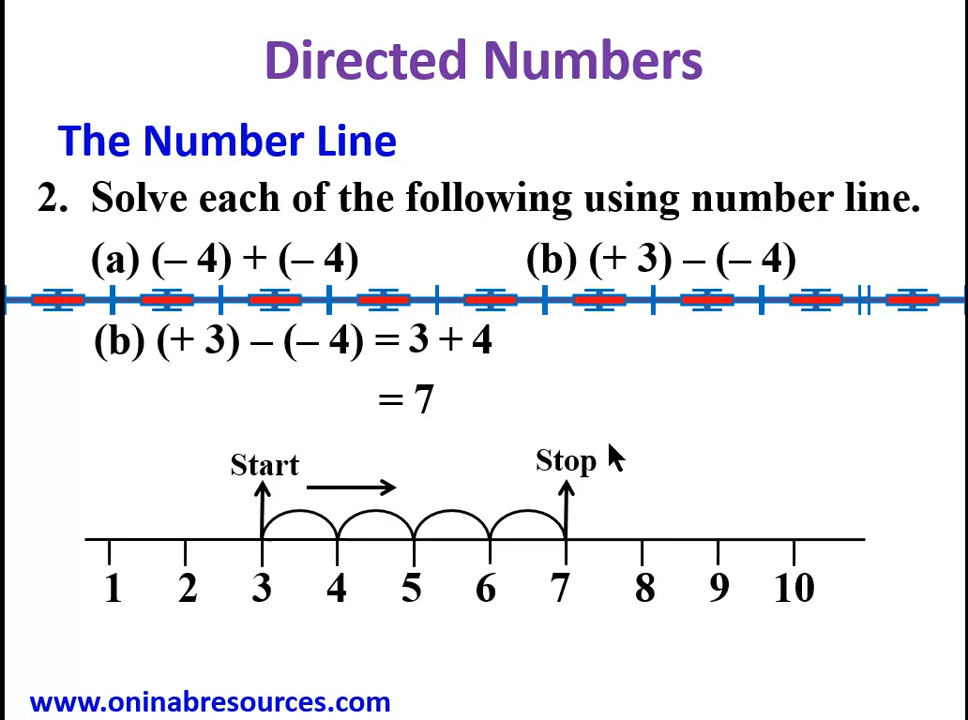 Directed Numbers
The Number Line
2. Solve each of the following using number line.
(a) (– 4) + (– 4) (b) (+ 3) – (– 4)
(b) (+ 3) – (– 4) = 3 + 4
= 7
Start Stop
1 2 3 4 5 6 7 8 9 10
www.oninabresources.com